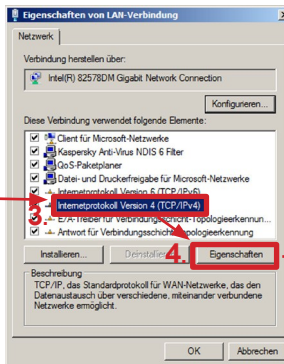 Eigenschaften von LAN-Verbindung
Netzwerk
Verbindung herstellen über:
Intel(R) 82578DM Gigabit Network Connection
Konfigurieren...
Diese Verbindung verwendet folgende Elemente:
Client für Microsoft-Netzwerke
Kaspersky Anti-Virus NDIS 6 Filter
QoS-Paketplaner
Datei- und Druckerfreigabe für Microsoft-Netzwerke
Internetprotokoll Version 6 (TCP/IPv6)
3. Internetprotokoll Version 4 (TCP/IPv4)
E/A-Treiber für Verbindungsschicht-Topologieerkennun...
Antwort für Verbindungsschicht-Topologieerkennung
Installieren... Deinstallieren 4. Eigenschaften
Beschreibung
TCP/IP, das Standardprotokoll für WAN-Netzwerke, das den
Datenaustausch über verschiedene, miteinander verbundene
Netzwerke ermöglicht.
OK Abbrechen